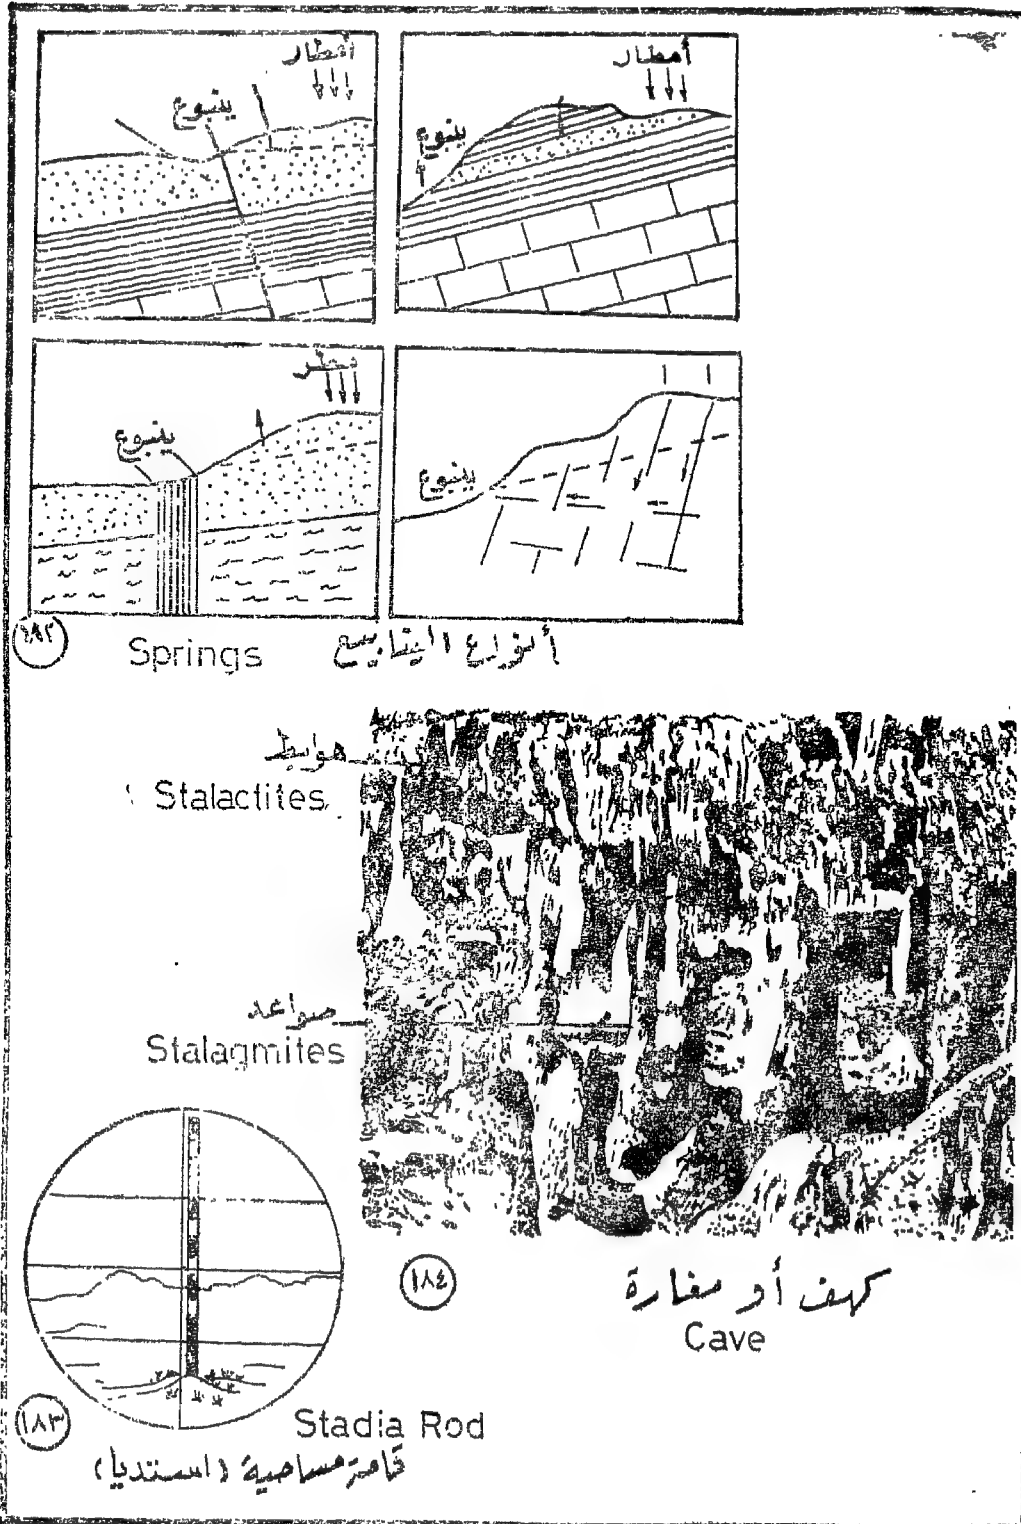 أمطار
ينبوع
أمطار
ينبوع
مطر
ينبوع
ينبوع
١٨٢
Springs
أنواع الينابيع
هوابط
Stalactites
صواعد
Stalagmites
١٨٤
كهف أو مغارة
Cave
١٨٣
Stadia Rod
قامة مساحية (استديا)